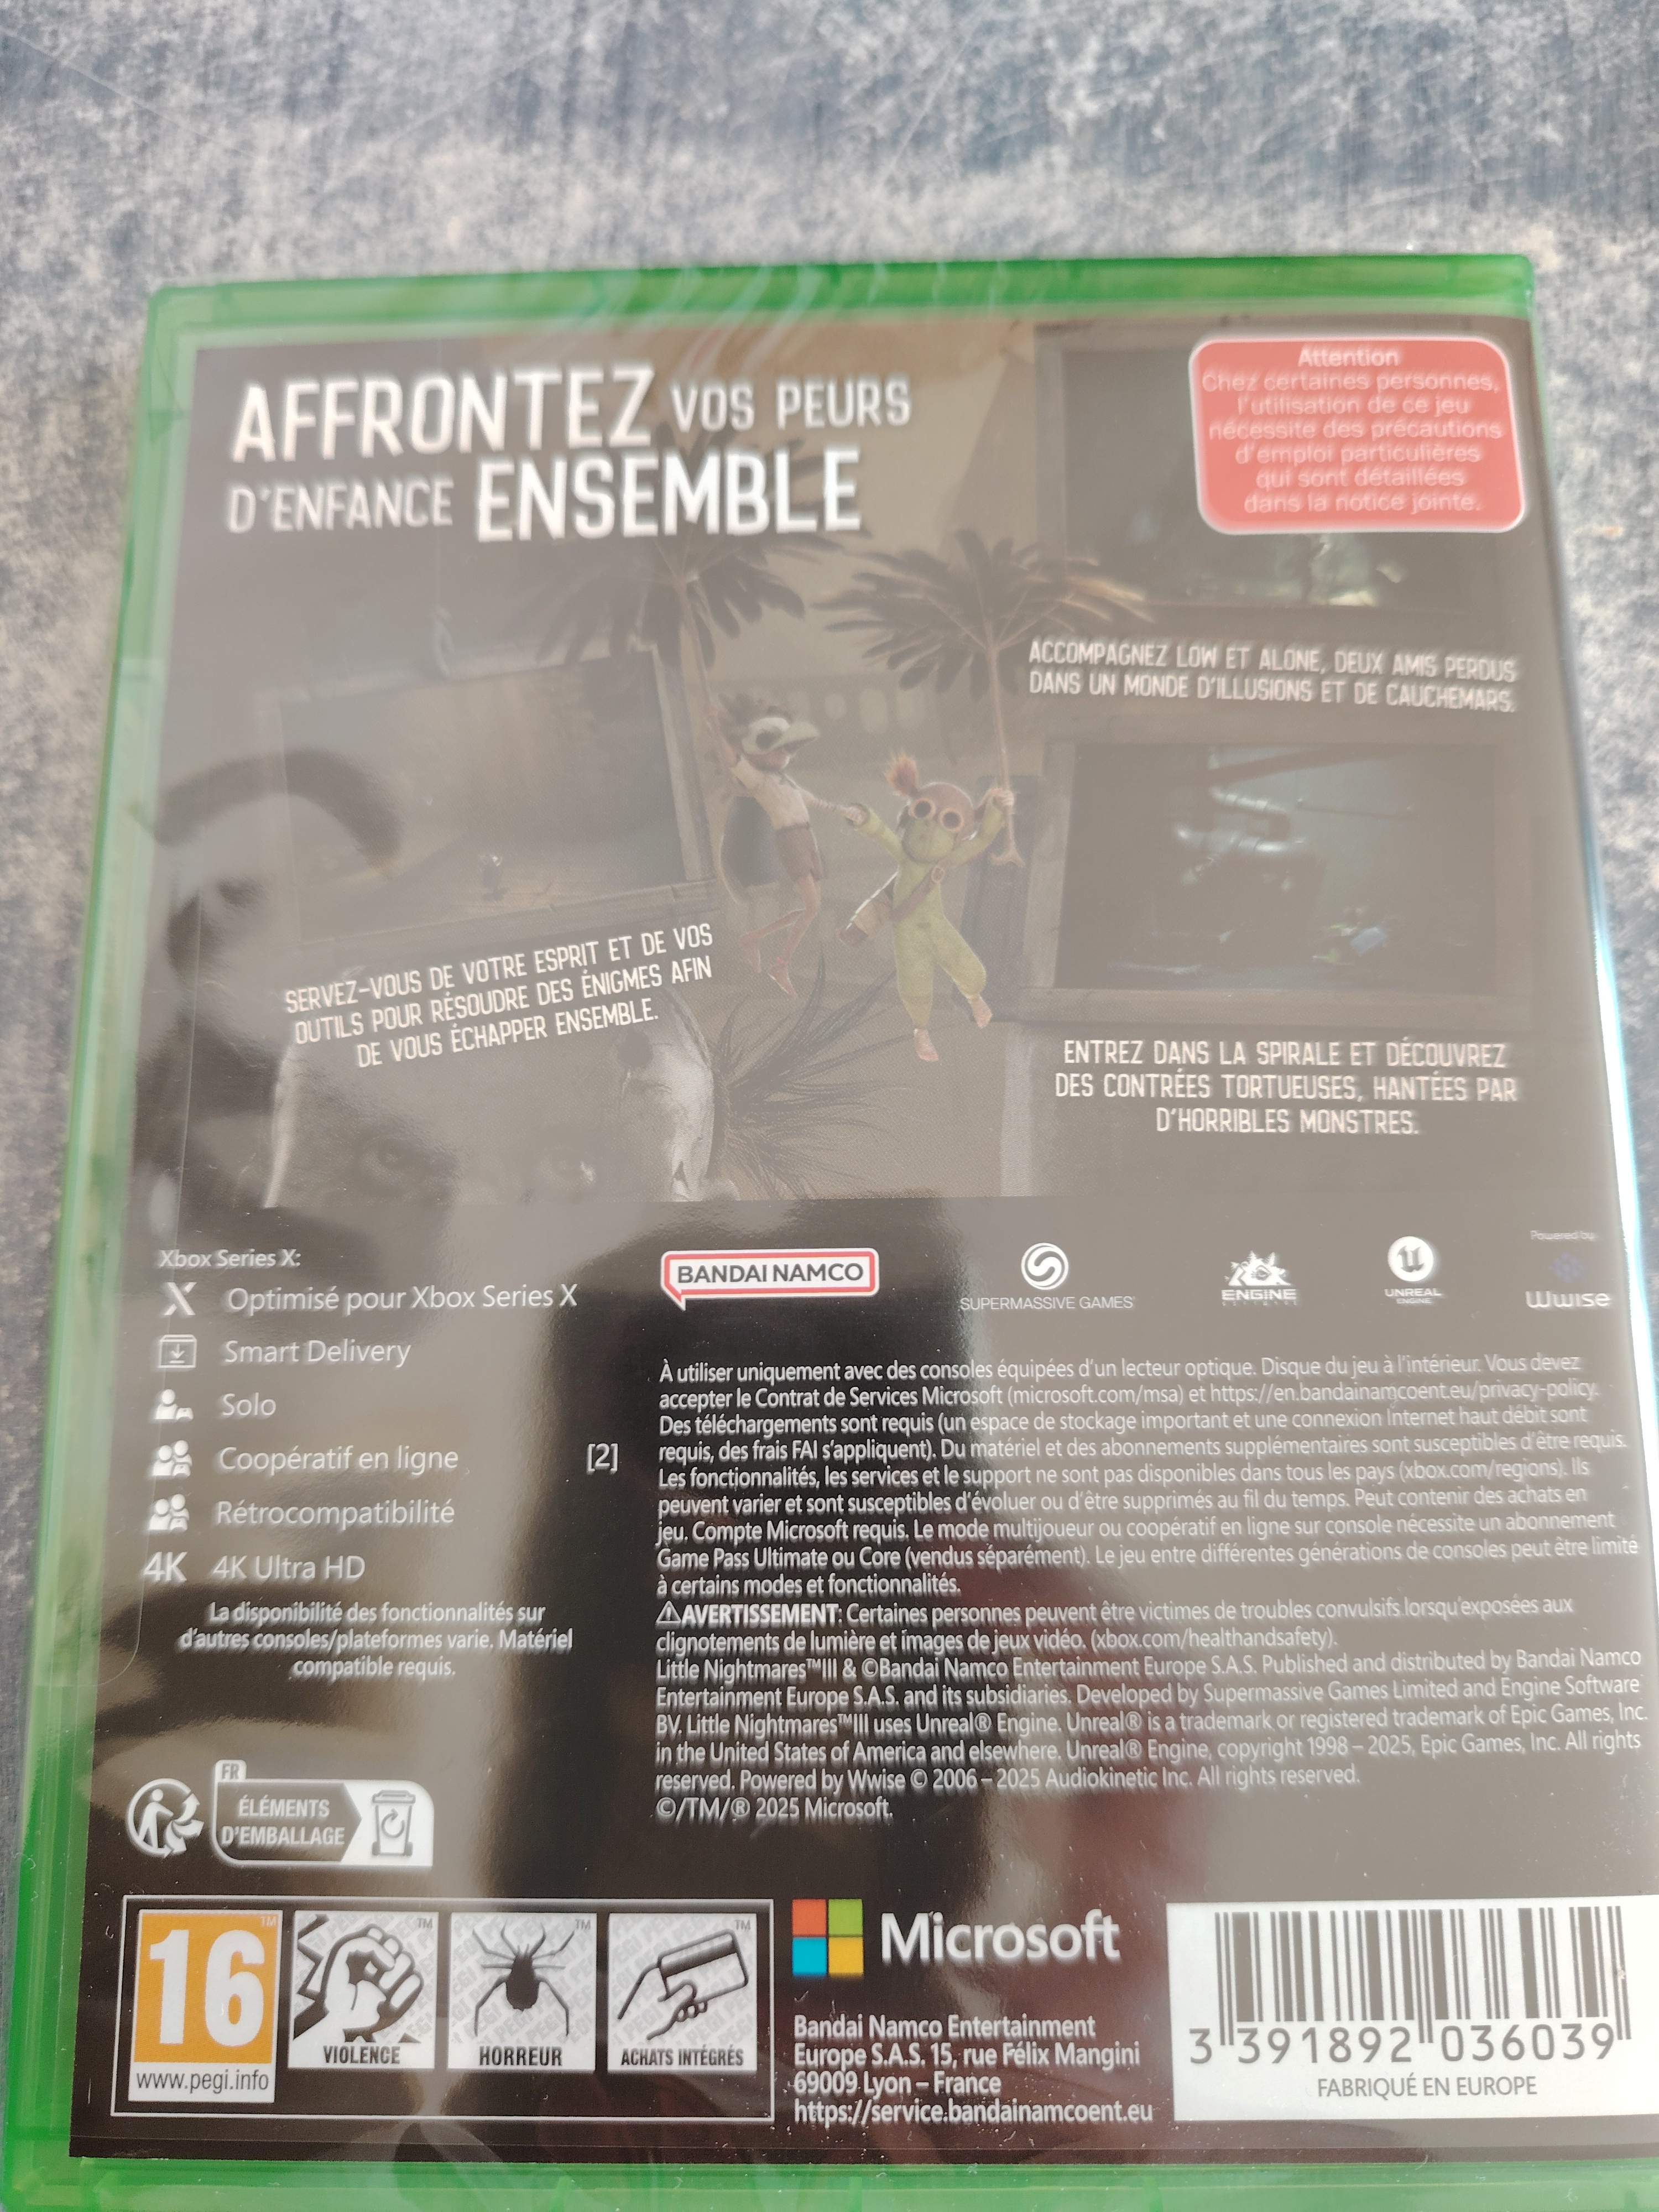 AFFRONTEZ VOS PEURS
D'ENFANCE ENSEMBLE
Attention
Chez certaines personnes,
l'utilisation de ce jeu
nécessite des précautions
d'emploi particulières
qui sont détaillées
dans la notice jointe.
ACCOMPAGNEZ LOW ET ALONE, DEUX AMIS PERDUS
DANS UN MONDE D'ILLUSIONS ET DE CAUCHEMARS.
SERVEZ-VOUS DE VOTRE ESPRIT ET DE VOS
OUTILS POUR RÉSOUDRE DES ÉNIGMES AFIN
DE VOUS ÉCHAPPER ENSEMBLE.
ENTREZ DANS LA SPIRALE ET DÉCOUVREZ
DES CONTRÉES TORTUEUSES, HANTÉES PAR
D'HORRIBLES MONSTRES.
Xbox Series X:
Optimisé pour Xbox Series X
Smart Delivery
Solo
Coopératif en ligne [2]
Rétrocompatibilité
4K 4K Ultra HD
La disponibilité des fonctionnalités sur
d'autres consoles/plateformes varie. Matériel
compatible requis.
BANDAI NAMCO
SUPERMASSIVE GAMES
ENGINE
SOFTWARE
UNREAL
ENGINE
Powered by
Wwise
À utiliser uniquement avec des consoles équipées d'un lecteur optique. Disque du jeu à l'intérieur. Vous devez
accepter le Contrat de Services Microsoft (microsoft.com/msa) et https://en.bandainamcoent.eu/privacy-policy.
Des téléchargements sont requis (un espace de stockage important et une connexion Internet haut débit sont
requis, des frais FAI s'appliquent). Du matériel et des abonnements supplémentaires sont susceptibles d'être requis.
Les fonctionnalités, les services et le support ne sont pas disponibles dans tous les pays (xbox.com/regions). Ils
peuvent varier et sont susceptibles d'évoluer ou d'être supprimés au fil du temps. Peut contenir des achats en
jeu. Compte Microsoft requis. Le mode multijoueur ou coopératif en ligne sur console nécessite un abonnement
Game Pass Ultimate ou Core (vendus séparément). Le jeu entre différentes générations de consoles peut être limité
à certains modes et fonctionnalités.
⚠AVERTISSEMENT: Certaines personnes peuvent être victimes de troubles convulsifs lorsqu'exposées aux
clignotements de lumière et images de jeux vidéo. (xbox.com/healthandsafety).
Little Nightmares™III & ©Bandai Namco Entertainment Europe S.A.S. Published and distributed by Bandai Namco
Entertainment Europe S.A.S. and its subsidiaries. Developed by Supermassive Games Limited and Engine Software
BV. Little Nightmares™III uses Unreal® Engine. Unreal® is a trademark or registered trademark of Epic Games, Inc.
in the United States of America and elsewhere. Unreal® Engine, copyright 1998 – 2025, Epic Games, Inc. All rights
reserved. Powered by Wwise © 2006 – 2025 Audiokinetic Inc. All rights reserved.
©/TM/® 2025 Microsoft.
FR
ÉLÉMENTS
D'EMBALLAGE
16
www.pegi.info
VIOLENCE
HORREUR
ACHATS INTÉGRÉS
Microsoft
Bandai Namco Entertainment
Europe S.A.S. 15, rue Félix Mangini
69009 Lyon – France
https://service.bandainamcoent.eu
3 391892 036039
FABRIQUÉ EN EUROPE